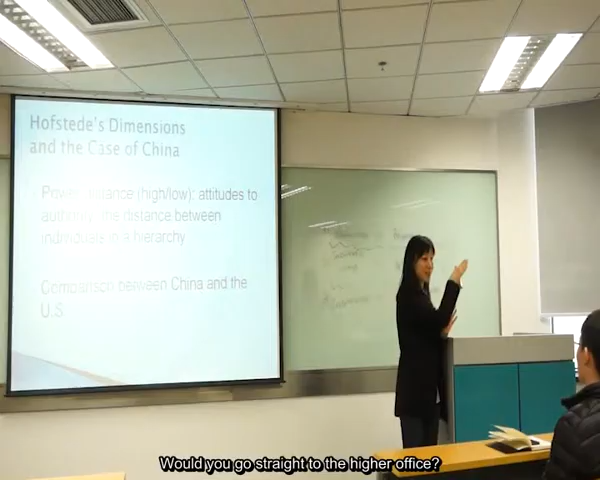 Hofstede's Dimensions
and the Case of China
Power distance (high/low): attitudes to
authority, the distance between
individuals in a hierarchy
Comparison between China and the
U.S
Would you go straight to the higher office?